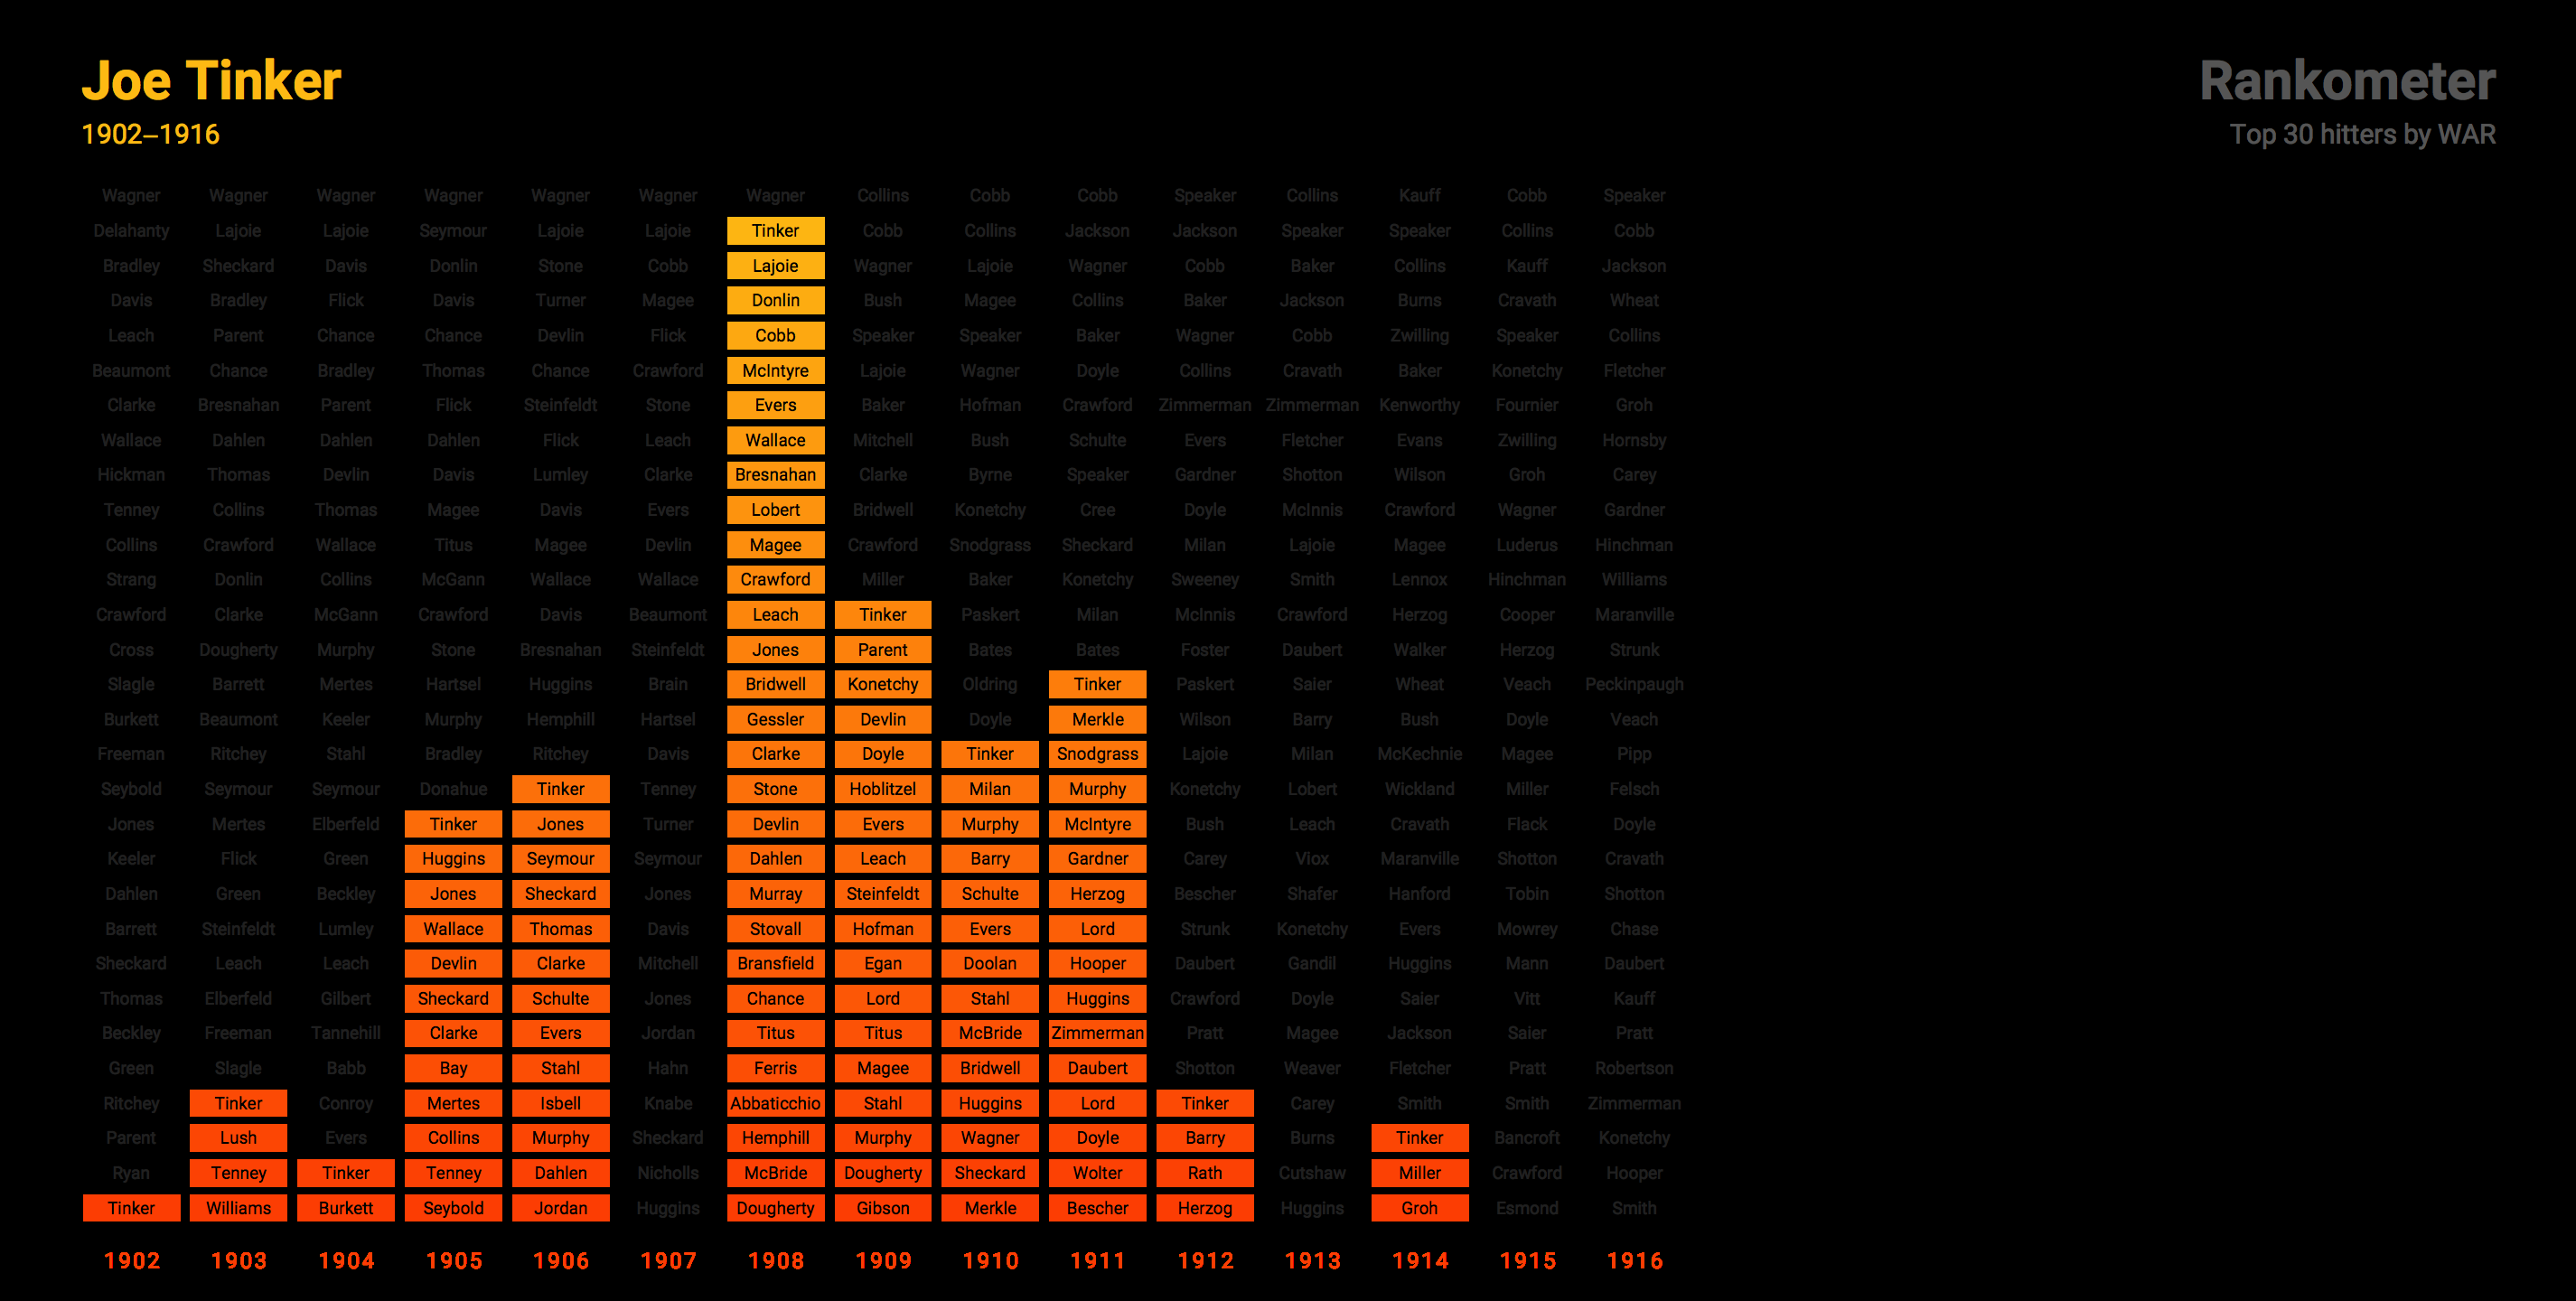 Joe Tinker
1902–1916
Rankometer
Top 30 hitters by WAR
Wagner Wagner Wagner Wagner Wagner Wagner Wagner Collins Cobb Cobb Speaker Collins Kauff Cobb Speaker
Delahanty Lajoie Lajoie Seymour Lajoie Lajoie Tinker Cobb Collins Jackson Jackson Speaker Speaker Collins Cobb
Bradley Sheckard Davis Donlin Stone Cobb Lajoie Wagner Lajoie Wagner Cobb Baker Collins Kauff Jackson
Davis Bradley Flick Davis Turner Magee Donlin Bush Magee Collins Baker Jackson Burns Cravath Wheat
Leach Parent Chance Chance Devlin Flick Cobb Speaker Speaker Baker Wagner Cobb Zwilling Speaker Collins
Beaumont Chance Bradley Thomas Chance Crawford McIntyre Lajoie Wagner Doyle Collins Cravath Baker Konetchy Fletcher
Clarke Bresnahan Parent Flick Steinfeldt Stone Evers Baker Hofman Crawford Zimmerman Zimmerman Kenworthy Fournier Groh
Wallace Dahlen Dahlen Dahlen Flick Leach Wallace Mitchell Bush Schulte Evers Fletcher Evans Zwilling Hornsby
Hickman Thomas Devlin Davis Lumley Clarke Bresnahan Clarke Byrne Speaker Gardner Shotton Wilson Groh Carey
Tenney Collins Thomas Magee Davis Evers Lobert Bridwell Konetchy Cree Doyle McInnis Crawford Wagner Gardner
Collins Crawford Wallace Titus Magee Devlin Magee Crawford Snodgrass Sheckard Milan Lajoie Magee Luderus Hinchman
Strang Donlin Collins McGann Wallace Wallace Crawford Miller Baker Konetchy Sweeney Smith Lennox Hinchman Williams
Crawford Clarke McGann Crawford Davis Beaumont Leach Tinker Paskert Milan McInnis Crawford Herzog Cooper Maranville
Cross Dougherty Murphy Stone Bresnahan Steinfeldt Jones Parent Bates Bates Foster Daubert Walker Herzog Strunk
Slagle Barrett Mertes Hartsel Huggins Brain Bridwell Konetchy Oldring Tinker Paskert Saier Wheat Veach Peckinpaugh
Burkett Beaumont Keeler Murphy Hemphill Hartsel Gessler Devlin Doyle Merkle Wilson Barry Bush Doyle Veach
Freeman Ritchey Stahl Bradley Ritchey Davis Clarke Doyle Tinker Snodgrass Lajoie Milan McKechnie Magee Pipp
Seybold Seymour Seymour Donahue Tinker Tenney Stone Hoblitzel Milan Murphy Konetchy Lobert Wickland Miller Felsch
Jones Mertes Elberfeld Tinker Jones Turner Devlin Evers Murphy McIntyre Bush Leach Cravath Flack Doyle
Keeler Flick Green Huggins Seymour Seymour Dahlen Leach Barry Gardner Carey Viox Maranville Shotton Cravath
Dahlen Green Beckley Jones Sheckard Jones Murray Steinfeldt Schulte Herzog Bescher Shafer Hanford Tobin Shotton
Barrett Steinfeldt Lumley Wallace Thomas Davis Stovall Hofman Evers Lord Strunk Konetchy Evers Mowrey Chase
Sheckard Leach Leach Devlin Clarke Mitchell Bransfield Egan Doolan Hooper Daubert Gandil Huggins Mann Daubert
Thomas Elberfeld Gilbert Sheckard Schulte Jones Chance Lord Stahl Huggins Crawford Doyle Saier Vitt Kauff
Beckley Freeman Tannehill Clarke Evers Jordan Titus Titus McBride Zimmerman Pratt Magee Jackson Saier Pratt
Green Slagle Babb Bay Stahl Hahn Ferris Magee Bridwell Daubert Shotton Weaver Fletcher Pratt Robertson
Ritchey Tinker Conroy Mertes Isbell Knabe Abbaticchio Stahl Huggins Lord Tinker Carey Smith Smith Zimmerman
Parent Lush Evers Collins Murphy Sheckard Hemphill Murphy Wagner Doyle Barry Burns Tinker Bancroft Konetchy
Ryan Tenney Tinker Tenney Dahlen Nicholls McBride Dougherty Sheckard Wolter Rath Cutshaw Miller Crawford Hooper
Tinker Williams Burkett Seybold Jordan Huggins Dougherty Gibson Merkle Bescher Herzog Huggins Groh Esmond Smith
1902 1903 1904 1905 1906 1907 1908 1909 1910 1911 1912 1913 1914 1915 1916